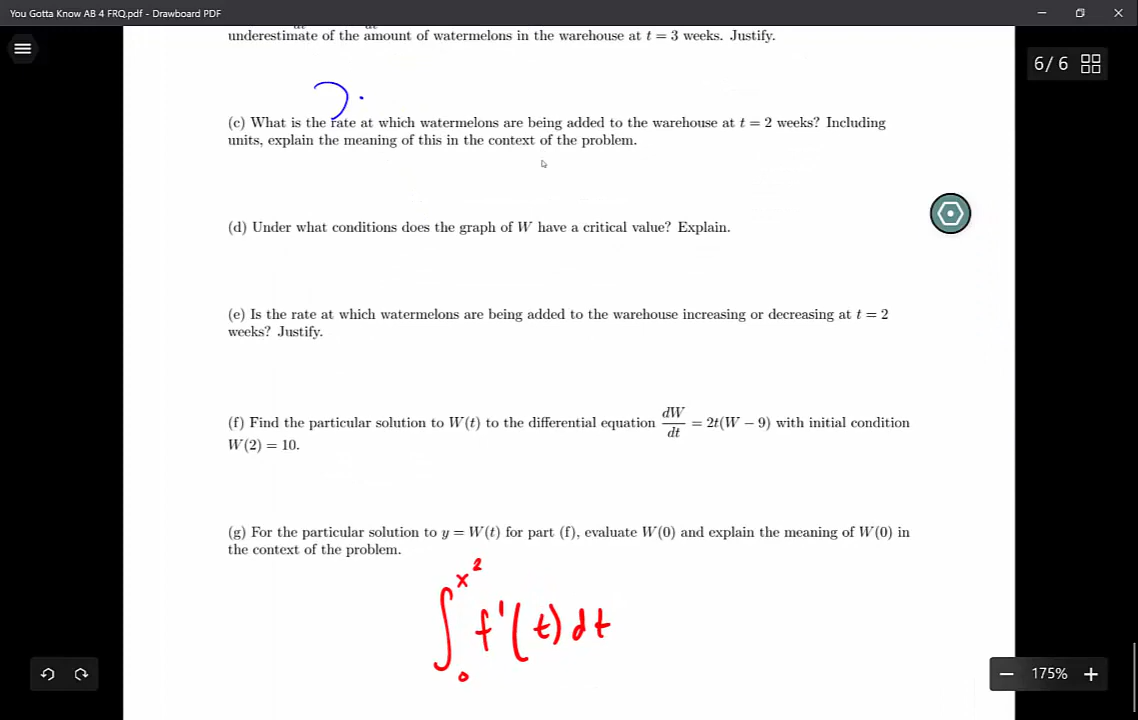 You Gotta Know AB 4 FRQ.pdf - Drawboard PDF
6/6
underestimate of the amount of watermelons in the warehouse at t = 3 weeks. Justify.
(c) What is the rate at which watermelons are being added to the warehouse at t = 2 weeks? Including
units, explain the meaning of this in the context of the problem.
(d) Under what conditions does the graph of W have a critical value? Explain.
(e) Is the rate at which watermelons are being added to the warehouse increasing or decreasing at t = 2
weeks? Justify.
(f) Find the particular solution to W(t) to the differential equation dW/dt = 2t(W − 9) with initial condition
W(2) = 10.
(g) For the particular solution to y = W(t) for part (f), evaluate W(0) and explain the meaning of W(0) in
the context of the problem.
∫₀^x² f'(t) dt
175%